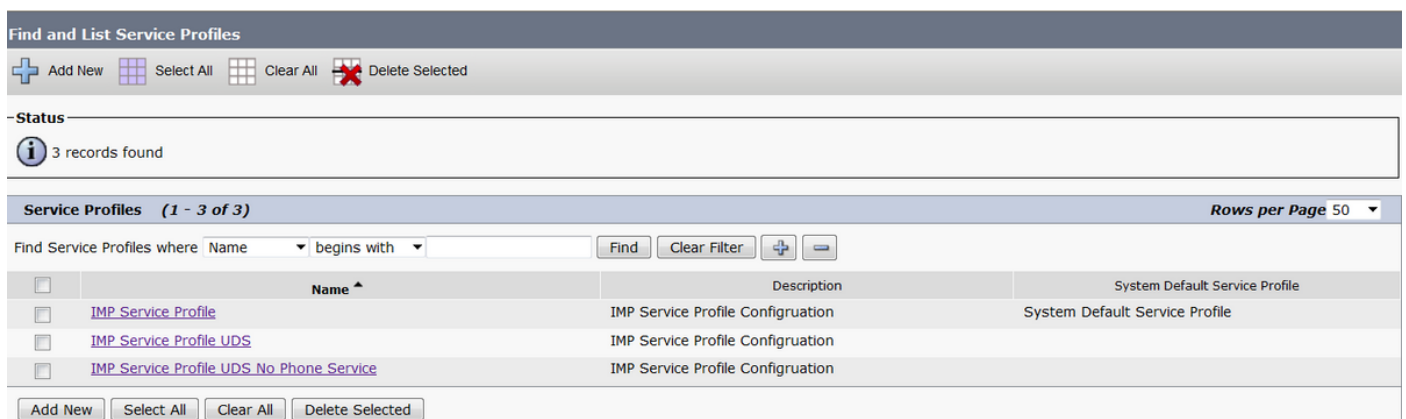 Find and List Service Profiles
Add New Select All Clear All Delete Selected
Status
3 records found
Service Profiles (1 - 3 of 3) Rows per Page 50
Find Service Profiles where Name begins with Find Clear Filter
Name Description System Default Service Profile
IMP Service Profile IMP Service Profile Configruation System Default Service Profile
IMP Service Profile UDS IMP Service Profile Configruation
IMP Service Profile UDS No Phone Service IMP Service Profile Configruation
Add New Select All Clear All Delete Selected